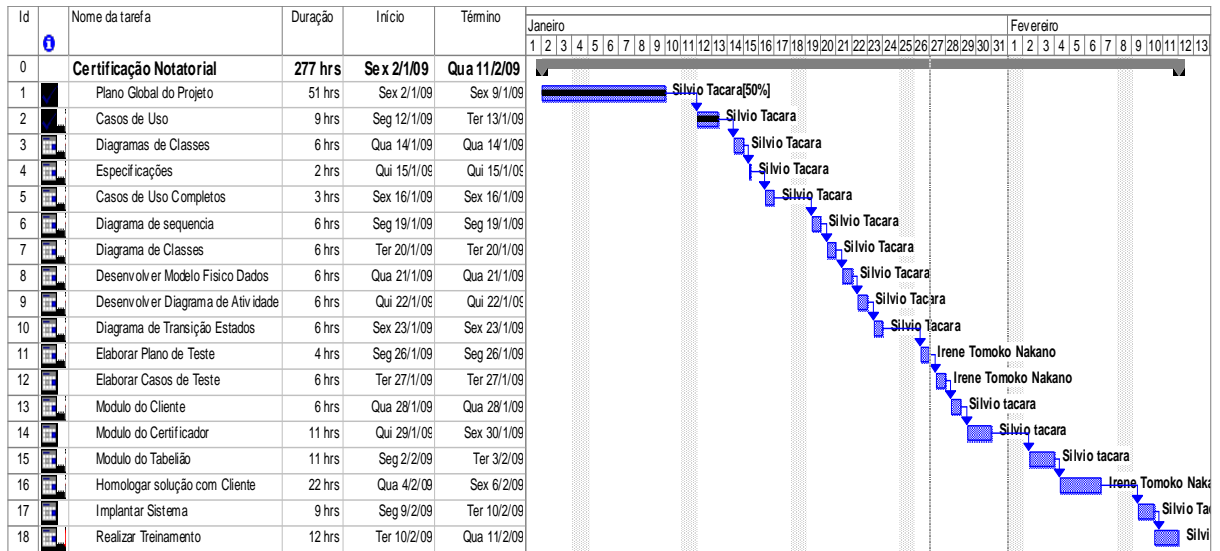 Id Nome da tarefa Duração Início Término
Janeiro Fevereiro
1 2 3 4 5 6 7 8 9 10 11 12 13 14 15 16 17 18 19 20 21 22 23 24 25 26 27 28 29 30 31 1 2 3 4 5 6 7 8 9 10 11 12 13
0 Certificação Notatorial 277 hrs Sex 2/1/09 Qua 11/2/09
1 Plano Global do Projeto 51 hrs Sex 2/1/09 Sex 9/1/09 Silvio Tacara[50%]
2 Casos de Uso 9 hrs Seg 12/1/09 Ter 13/1/09 Silvio Tacara
3 Diagramas de Classes 6 hrs Qua 14/1/09 Qua 14/1/09 Silvio Tacara
4 Especificações 2 hrs Qui 15/1/09 Qui 15/1/09 Silvio Tacara
5 Casos de Uso Completos 3 hrs Sex 16/1/09 Sex 16/1/09 Silvio Tacara
6 Diagrama de sequencia 6 hrs Seg 19/1/09 Seg 19/1/09 Silvio Tacara
7 Diagrama de Classes 6 hrs Ter 20/1/09 Ter 20/1/09 Silvio Tacara
8 Desenvolver Modelo Fisico Dados 6 hrs Qua 21/1/09 Qua 21/1/09 Silvio Tacara
9 Desenvolver Diagrama de Atividade 6 hrs Qui 22/1/09 Qui 22/1/09 Silvio Tacara
10 Diagrama de Transição Estados 6 hrs Sex 23/1/09 Sex 23/1/09 Silvio Tacara
11 Elaborar Plano de Teste 4 hrs Seg 26/1/09 Seg 26/1/09 Irene Tomoko Nakano
12 Elaborar Casos de Teste 6 hrs Ter 27/1/09 Ter 27/1/09 Irene Tomoko Nakano
13 Modulo do Cliente 6 hrs Qua 28/1/09 Qua 28/1/09 Silvio tacara
14 Modulo do Certificador 11 hrs Qui 29/1/09 Sex 30/1/09 Silvio tacara
15 Modulo do Tabelião 11 hrs Seg 2/2/09 Ter 3/2/09 Silvio tacara
16 Homologar solução com Cliente 22 hrs Qua 4/2/09 Sex 6/2/09 Irene Tomoko Naka
17 Implantar Sistema 9 hrs Seg 9/2/09 Ter 10/2/09 Silvio Ta
18 Realizar Treinamento 12 hrs Ter 10/2/09 Qua 11/2/09 Silvi